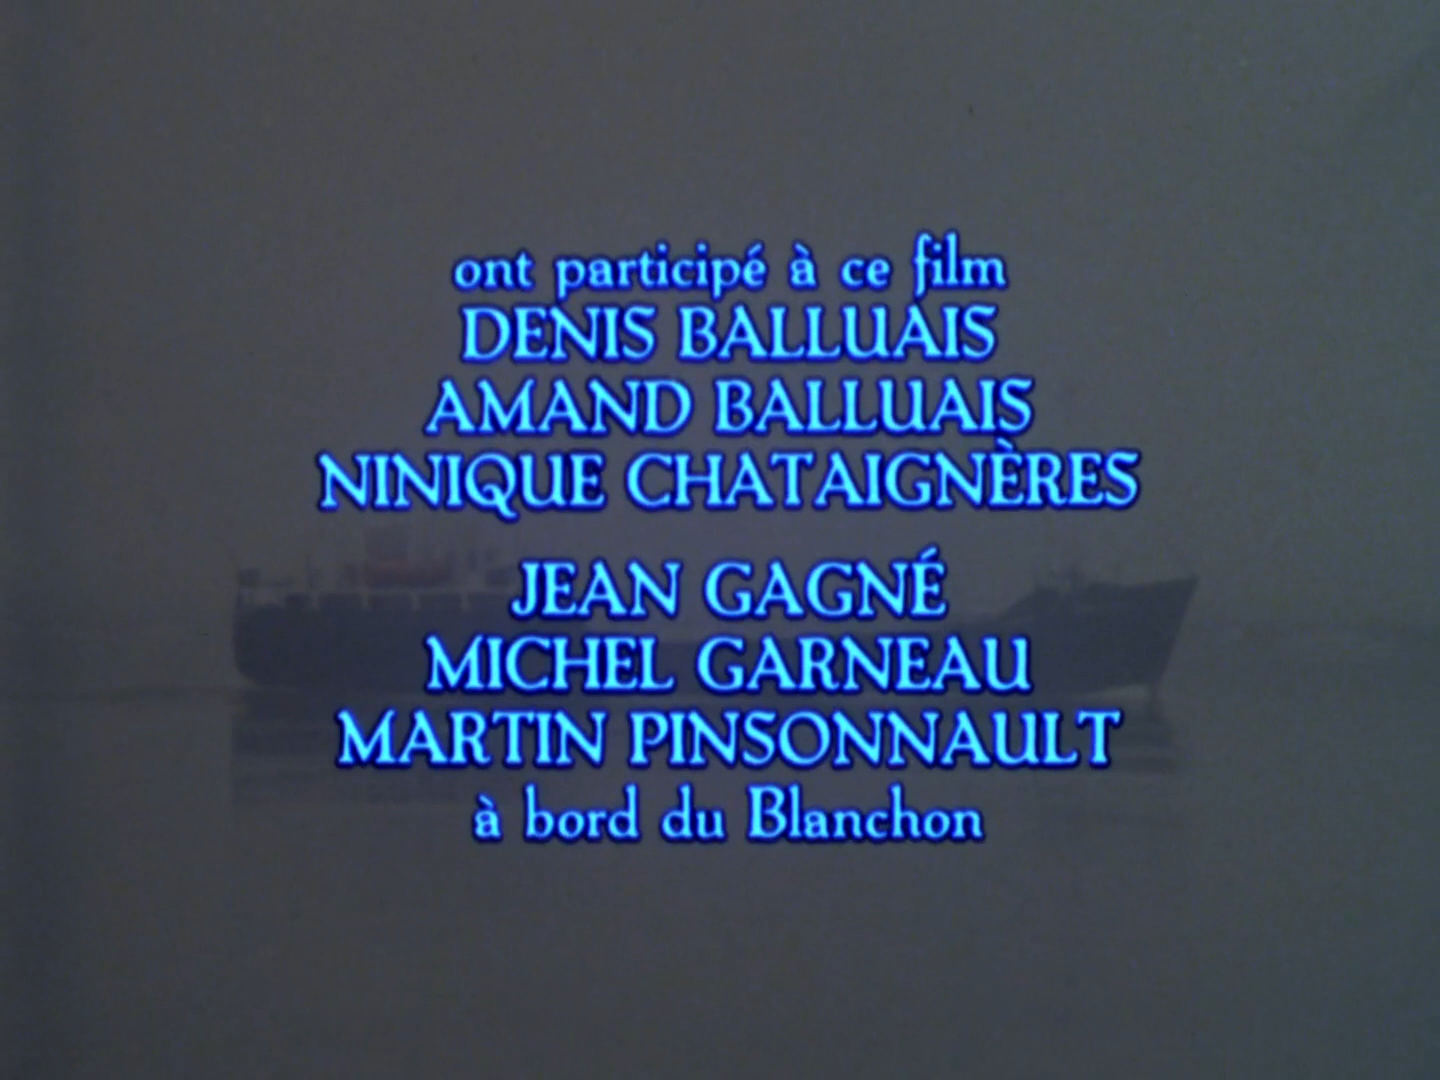 ont participé à ce film
DENIS BALLUAIS
AMAND BALLUAIS
NINIQUE CHATAIGNÈRES
JEAN GAGNÉ
MICHEL GARNEAU
MARTIN PINSONNAULT
à bord du Blanchon